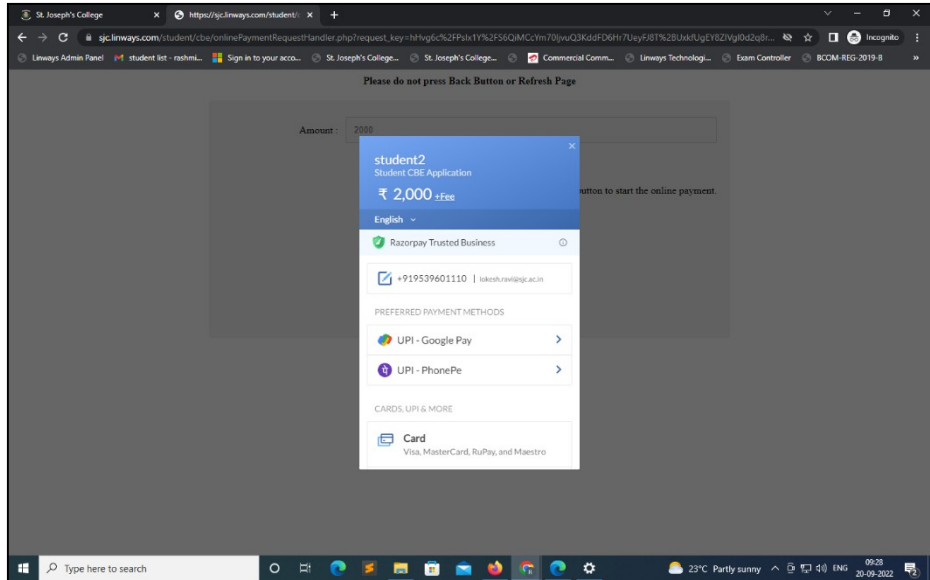 St. Joseph's College
https://sjc.linways.com/student/c
sjc.linways.com/student/cbe/onlinePaymentRequestHandler.php?request_key=
Incognito
Linways Admin Panel
student list - rashmi...
Sign in to your acco...
St. Joseph's College...
St. Joseph's College...
Commercial Comm...
Linways Technologi...
Exam Controller
BCOM-REG-2019-B
»
Please do not press Back Button or Refresh Page
Amount :
2000
student2
Student CBE Application
₹ 2,000 +Fee
button to start the online payment.
English
Razorpay Trusted Business
+919539601110 | lokesh.ravi@sjc.ac.in
PREFERRED PAYMENT METHODS
UPI - Google Pay
UPI - PhonePe
CARDS, UPI & MORE
Card
Visa, MasterCard, RuPay, and Maestro
Type here to search
23°C Partly sunny
ENG
09:28
20-09-2022
2